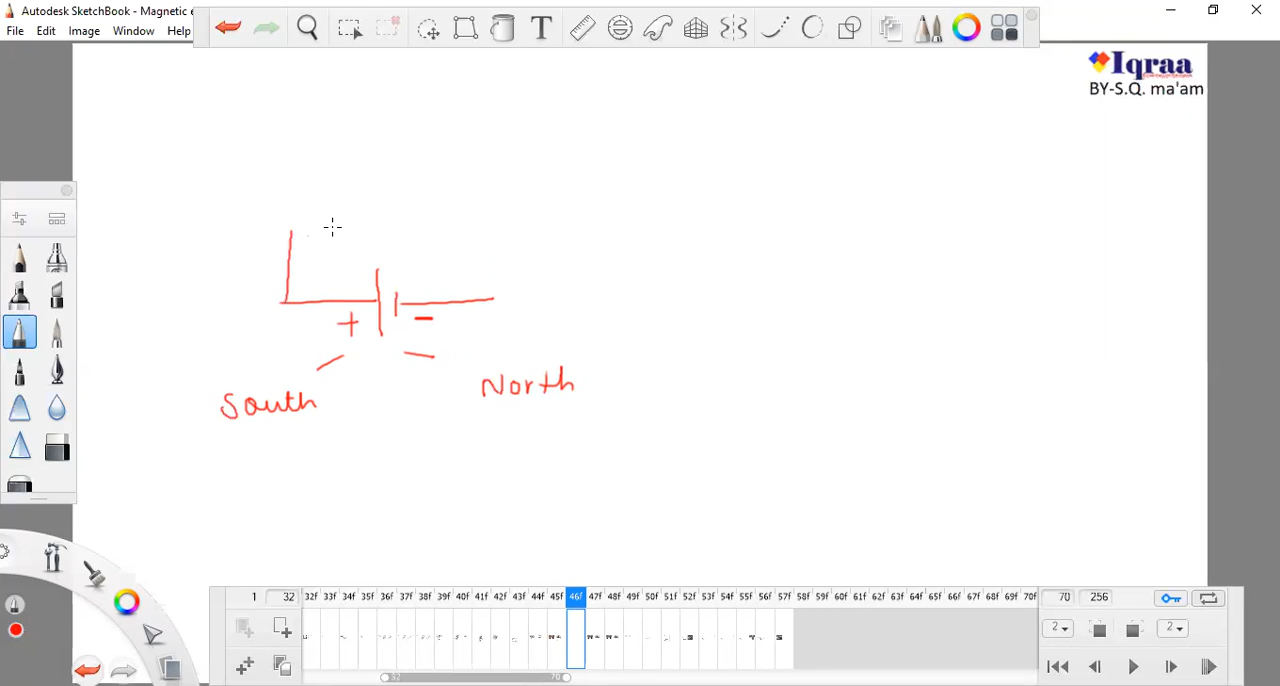 Autodesk SketchBook - Magnetic e
File Edit Image Window Help
T
Iqraa
BY-S.Q. ma'am
+ -
South
North
1 32 32f 33f 34f 35f 36f 37f 38f 39f 40f 41f 42f 43f 44f 45f 46f 47f 48f 49f 50f 51f 52f 53f 54f 55f 56f 57f 58f 59f 60f 61f 62f 63f 64f 65f 66f 67f 68f 69f 70f 70 256
2 2
32 70